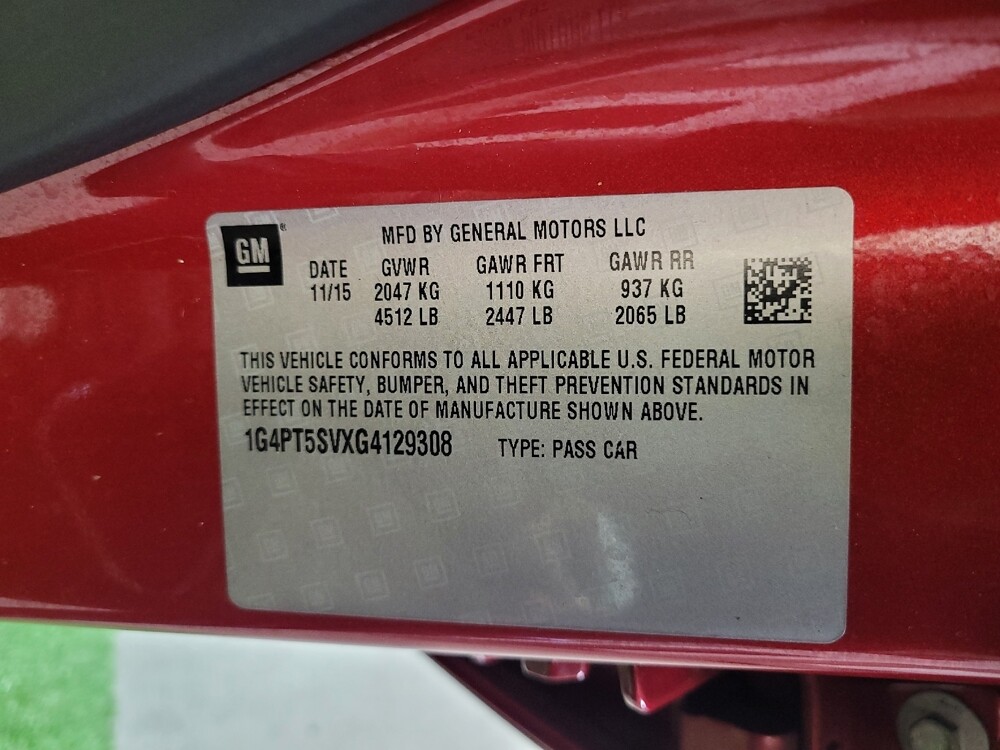 GM®
MFD BY GENERAL MOTORS LLC
DATE GVWR GAWR FRT GAWR RR
11/15 2047 KG 1110 KG 937 KG
4512 LB 2447 LB 2065 LB
THIS VEHICLE CONFORMS TO ALL APPLICABLE U.S. FEDERAL MOTOR
VEHICLE SAFETY, BUMPER, AND THEFT PREVENTION STANDARDS IN
EFFECT ON THE DATE OF MANUFACTURE SHOWN ABOVE.
1G4PT5SVXG4129308 TYPE: PASS CAR